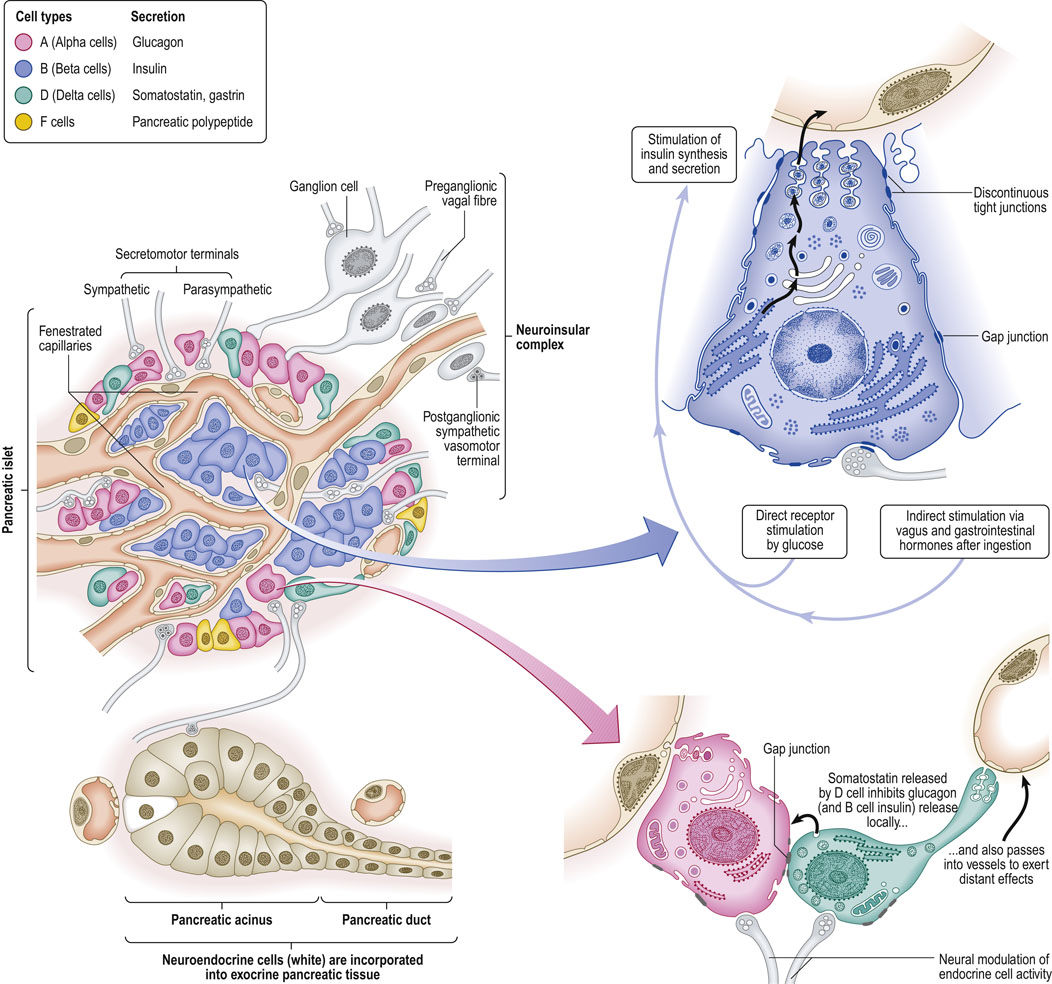 Cell types Secretion
A (Alpha cells) Glucagon
B (Beta cells) Insulin
D (Delta cells) Somatostatin, gastrin
F cells Pancreatic polypeptide
Ganglion cell
Preganglionic
vagal fibre
Secretomotor terminals
Sympathetic Parasympathetic
Fenestrated
capillaries
Neuroinsular
complex
Postganglionic
sympathetic
vasomotor
terminal
Pancreatic islet
Stimulation of
insulin synthesis
and secretion
Discontinuous
tight junctions
Gap junction
Direct receptor
stimulation
by glucose
Indirect stimulation via
vagus and gastrointestinal
hormones after ingestion
Gap junction
Somatostatin released
by D cell inhibits glucagon
(and B cell insulin) release
locally...
...and also passes
into vessels to exert
distant effects
Neural modulation of
endocrine cell activity
Pancreatic acinus Pancreatic duct
Neuroendocrine cells (white) are incorporated
into exocrine pancreatic tissue